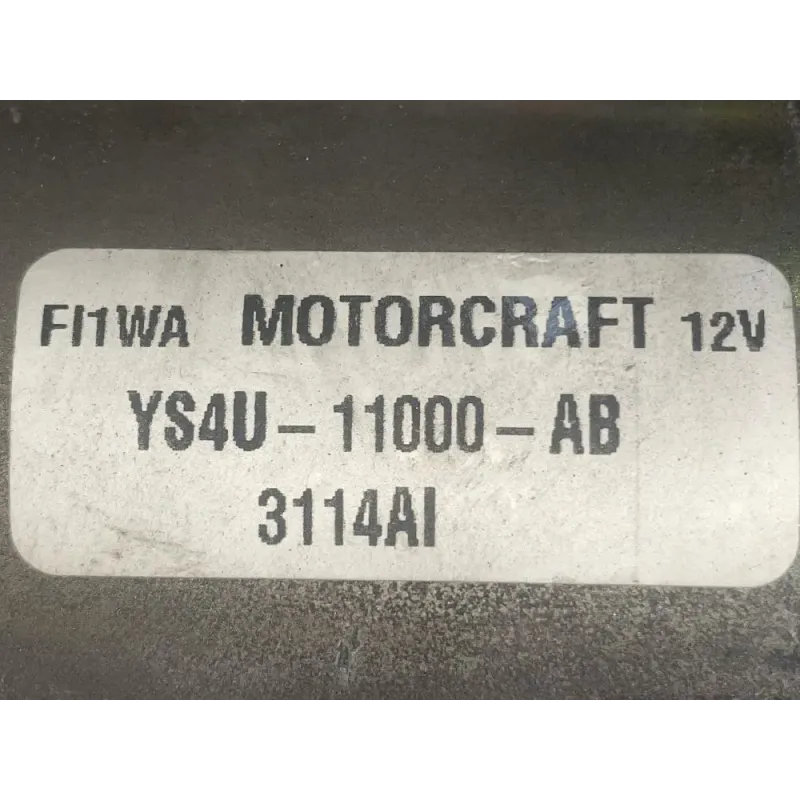 FI1WA MOTORCRAFT 12V
YS4U-11000-AB
3114AI